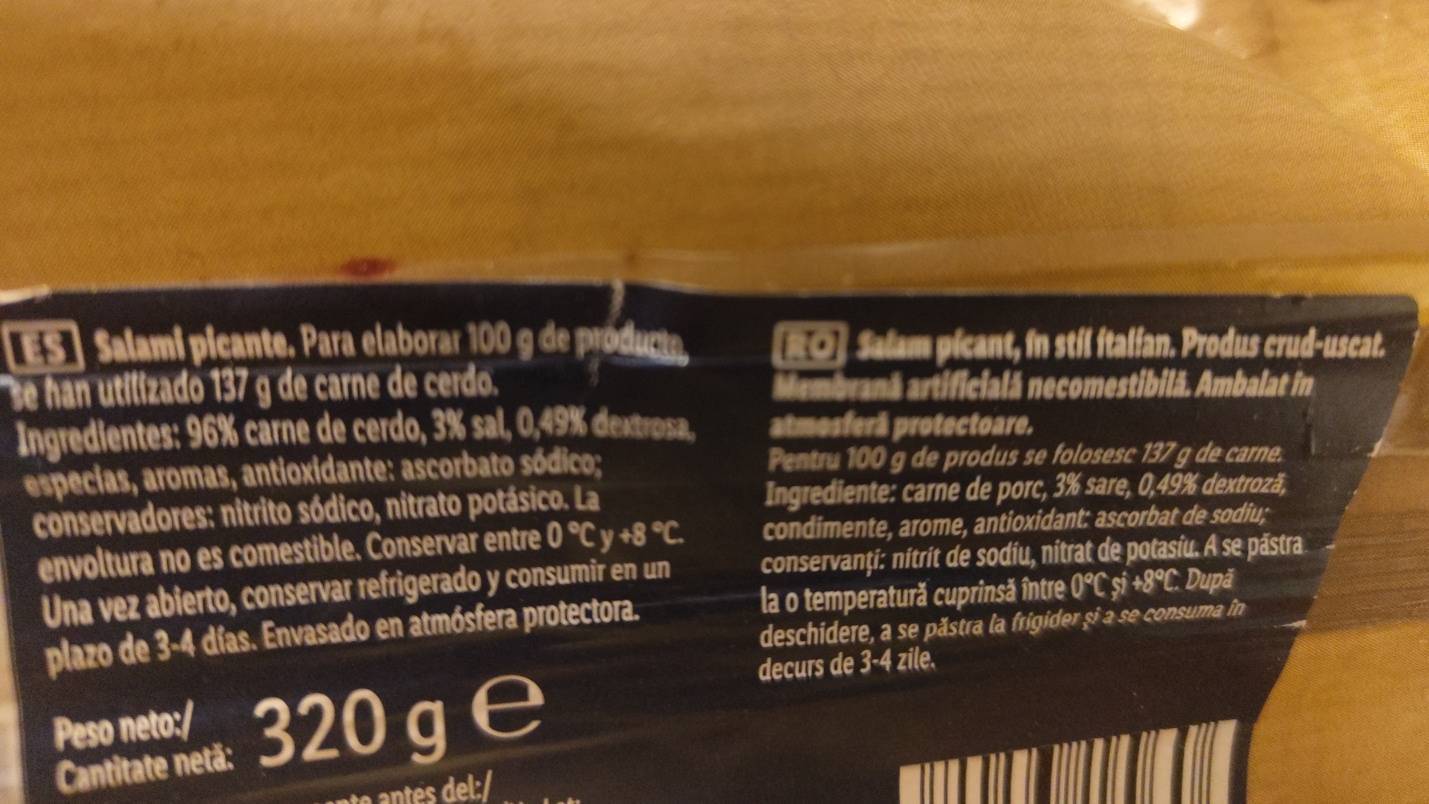 ES Salami picante. Para elaborar 100 g de producto,
se han utilizado 137 g de carne de cerdo.
Ingredientes: 96% carne de cerdo, 3% sal, 0,49% dextrosa,
especias, aromas, antioxidante: ascorbato sódico;
conservadores: nitrito sódico, nitrato potásico. La
envoltura no es comestible. Conservar entre 0 °C y +8 °C.
Una vez abierto, conservar refrigerado y consumir en un
plazo de 3-4 días. Envasado en atmósfera protectora.
Peso neto:/
Cantitate netă: 320 g e
antes del:/
RO Salam picant, în stil italian. Produs crud-uscat.
Membrană artificială necomestibilă. Ambalat în
atmosferă protectoare.
Pentru 100 g de produs se folosesc 137 g de carne.
Ingrediente: carne de porc, 3% sare, 0,49% dextroză,
condimente, arome, antioxidant: ascorbat de sodiu;
conservanți: nitrit de sodiu, nitrat de potasiu. A se păstra
la o temperatură cuprinsă între 0°C și +8°C. După
deschidere, a se păstra la frigider și a se consuma în
decurs de 3-4 zile.